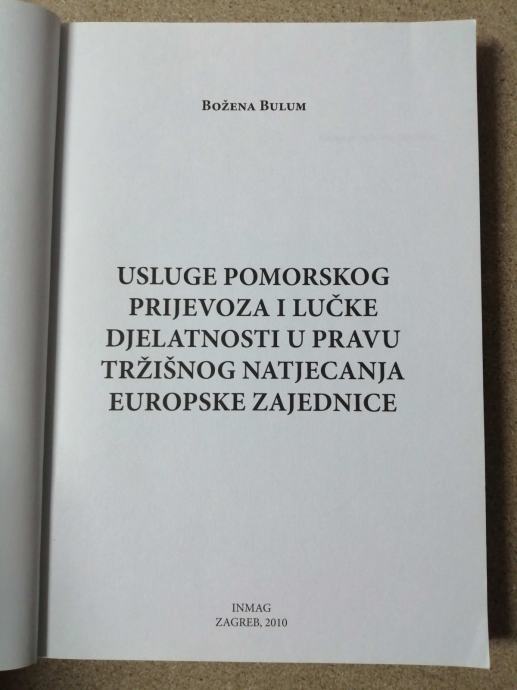 BOŽENA BULUM
USLUGE POMORSKOG
PRIJEVOZA I LUČKE
DJELATNOSTI U PRAVU
TRŽIŠNOG NATJECANJA
EUROPSKE ZAJEDNICE
INMAG
ZAGREB, 2010